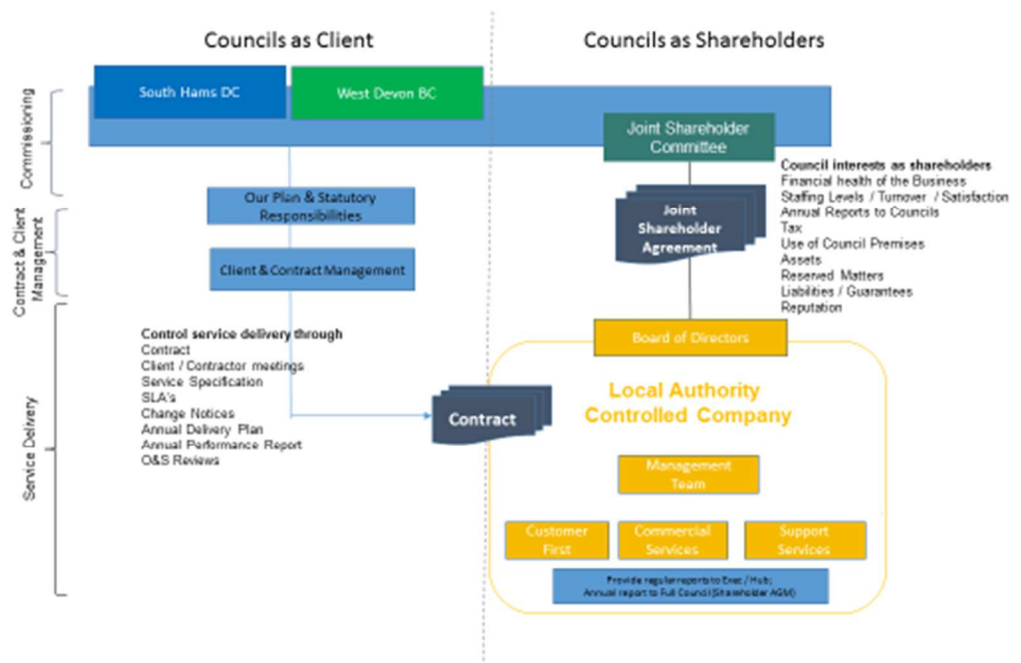 Councils as Client
Councils as Shareholders
South Hams DC
West Devon BC
Commissioning
Joint Shareholder
Committee
Our Plan & Statutory
Responsibilities
Contract & Client
Management
Client & Contract Management
Joint
Shareholder
Agreement
Council interests as shareholders
Financial health of the Business
Staffing Levels / Turnover / Satisfaction
Annual Reports to Councils
Tax
Use of Council Premises
Assets
Reserved Matters
Liabilities / Guarantees
Reputation
Service Delivery
Control service delivery through
Contract
Client / Contractor meetings
Service Specification
SLA's
Change Notices
Annual Delivery Plan
Annual Performance Report
O&S Reviews
Contract
Board of Directors
Local Authority
Controlled Company
Management
Team
Customer
First
Commercial
Services
Support
Services
Provide regular reports to Exec / Hub;
Annual report to Full Council(Shareholder AGM)